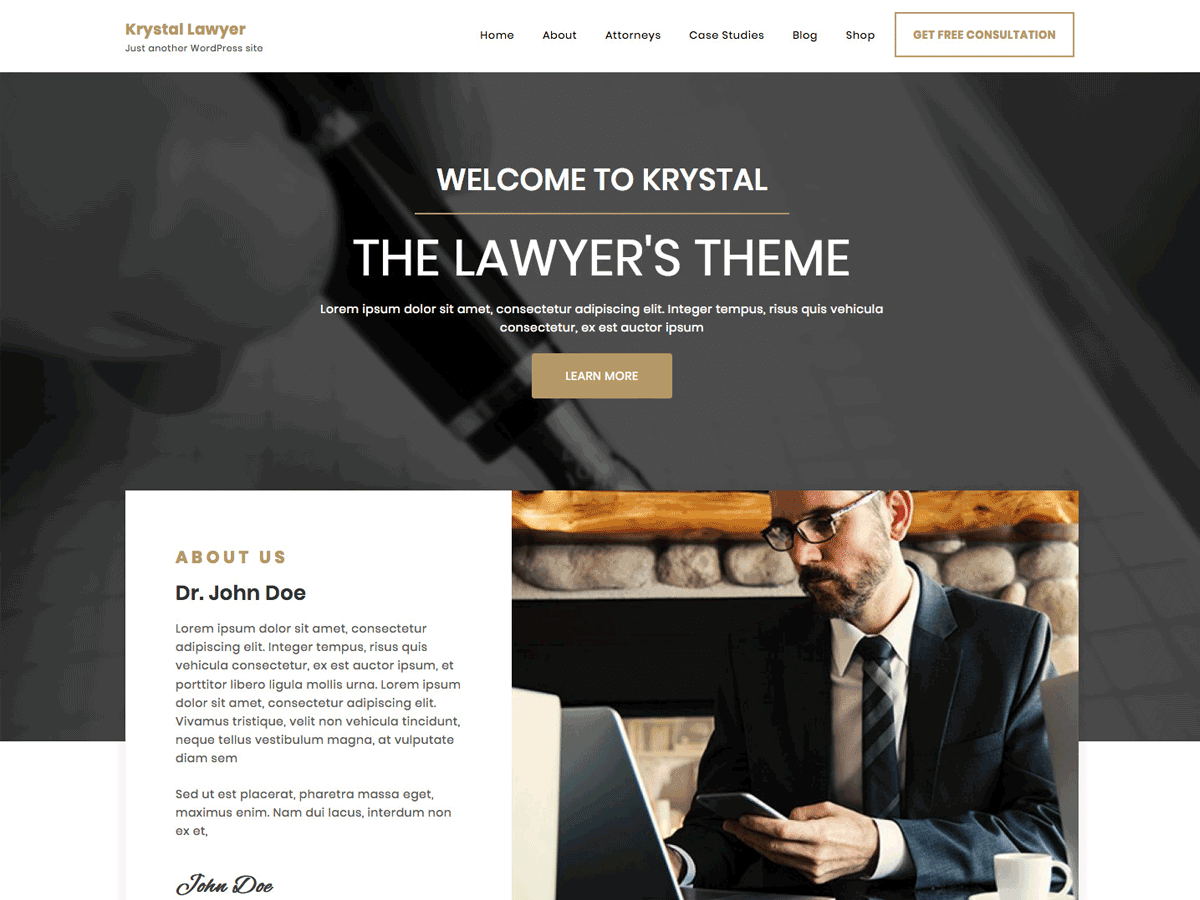 Krystal Lawyer
Just another WordPress site
Home About Attorneys Case Studies Blog Shop GET FREE CONSULTATION
WELCOME TO KRYSTAL
THE LAWYER'S THEME
Lorem ipsum dolor sit amet, consectetur adipiscing elit. Integer tempus, risus quis vehicula
consectetur, ex est auctor ipsum
LEARN MORE
ABOUT US
Dr. John Doe
Lorem ipsum dolor sit amet, consectetur
adipiscing elit. Integer tempus, risus quis
vehicula consectetur, ex est auctor ipsum, et
porttitor libero ligula mollis urna. Lorem ipsum
dolor sit amet, consectetur adipiscing elit.
Vivamus tristique, velit non vehicula tincidunt,
neque tellus vestibulum magna, at vulputate
diam sem
Sed ut est placerat, pharetra massa eget,
maximus enim. Nam dui lacus, interdum non
ex et,
John Doe